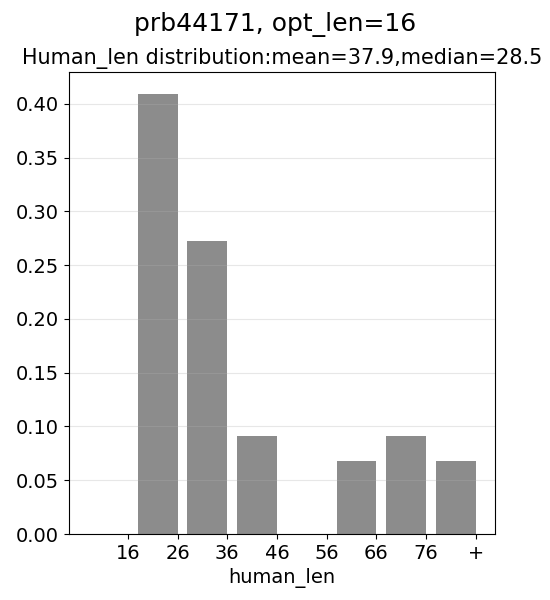 prb44171, opt_len=16
Human_len distribution:mean=37.9,median=28.5
0.40
0.35
0.30
0.25
0.20
0.15
0.10
0.05
0.00
16 26 36 46 56 66 76 +
human_len